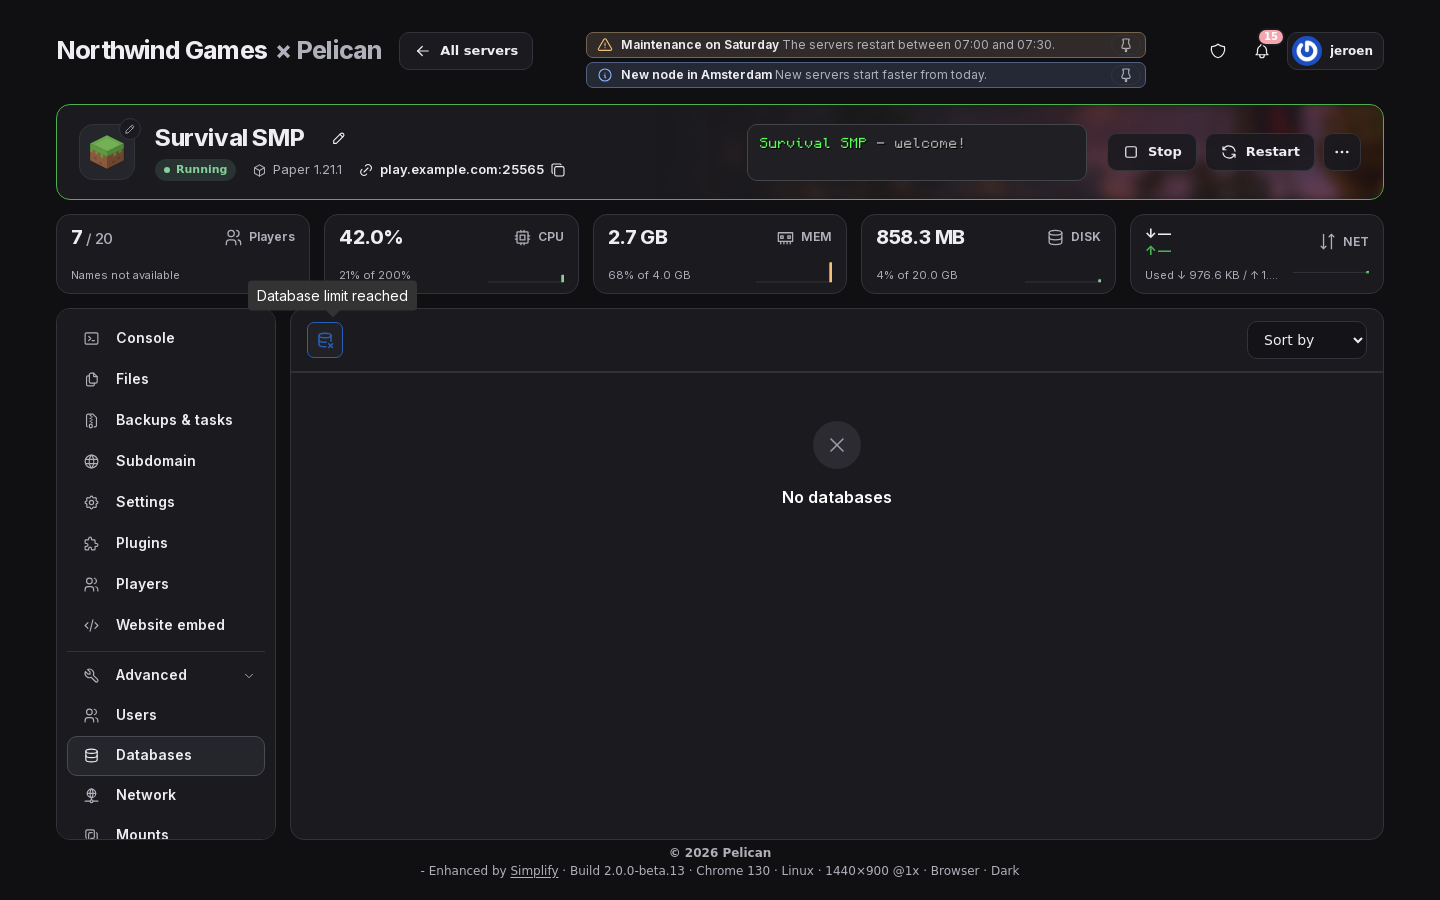 Northwind Games × Pelican
All servers
Maintenance on Saturday The servers restart between 07:00 and 07:30.
New node in Amsterdam New servers start faster from today.
15
jeroen
Survival SMP
Running
Paper 1.21.1
play.example.com:25565
Survival SMP - welcome!
Stop
Restart
7 / 20
Players
Names not available
42.0%
CPU
21% of 200%
2.7 GB
MEM
68% of 4.0 GB
858.3 MB
DISK
4% of 20.0 GB
↓—
↑—
NET
Used ↓ 976.6 KB / ↑ 1....
Database limit reached
Console
Files
Backups & tasks
Subdomain
Settings
Plugins
Players
Website embed
Advanced
Users
Databases
Network
Mounts
Sort by
No databases
© 2026 Pelican
- Enhanced by Simplify · Build 2.0.0-beta.13 · Chrome 130 · Linux · 1440×900 @1x · Browser · Dark